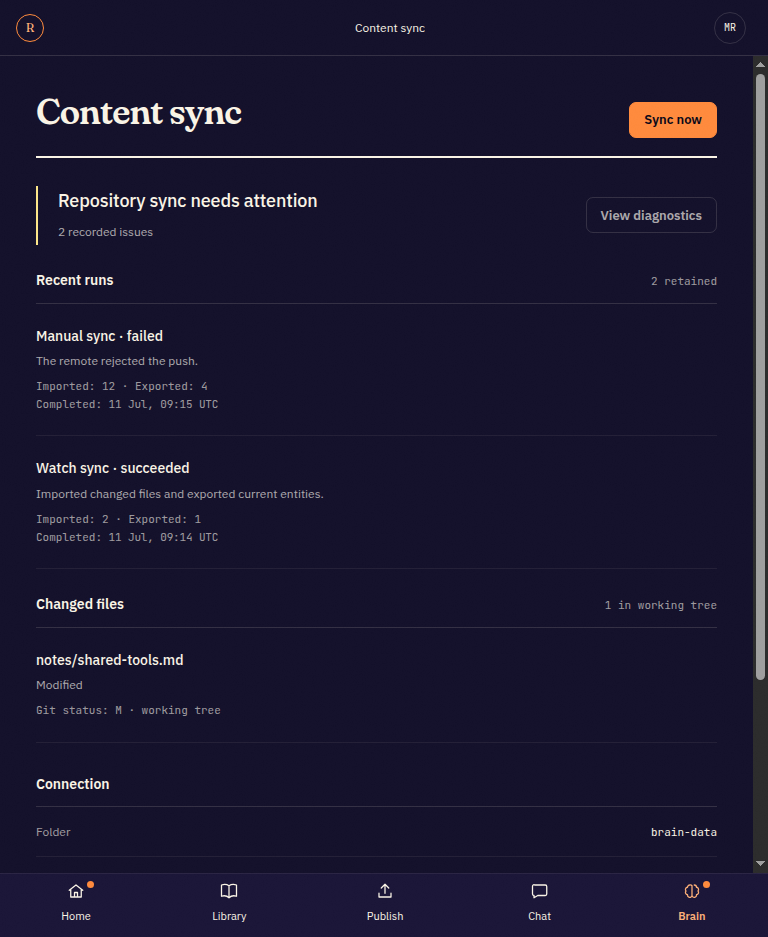 R
Content sync
MR
Content sync
Sync now
Repository sync needs attention
2 recorded issues
View diagnostics
Recent runs
2 retained
Manual sync · failed
The remote rejected the push.
Imported: 12 · Exported: 4
Completed: 11 Jul, 09:15 UTC
Watch sync · succeeded
Imported changed files and exported current entities.
Imported: 2 · Exported: 1
Completed: 11 Jul, 09:14 UTC
Changed files
1 in working tree
notes/shared-tools.md
Modified
Git status: M · working tree
Connection
Folder
brain-data
Home
Library
Publish
Chat
Brain